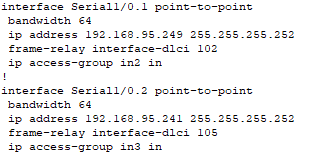 interface Serial1/0.1 point-to-point
 bandwidth 64
 ip address 192.168.95.249 255.255.255.252
 frame-relay interface-dlci 102
 ip access-group in2 in
!
interface Serial1/0.2 point-to-point
 bandwidth 64
 ip address 192.168.95.241 255.255.255.252
 frame-relay interface-dlci 105
 ip access-group in3 in